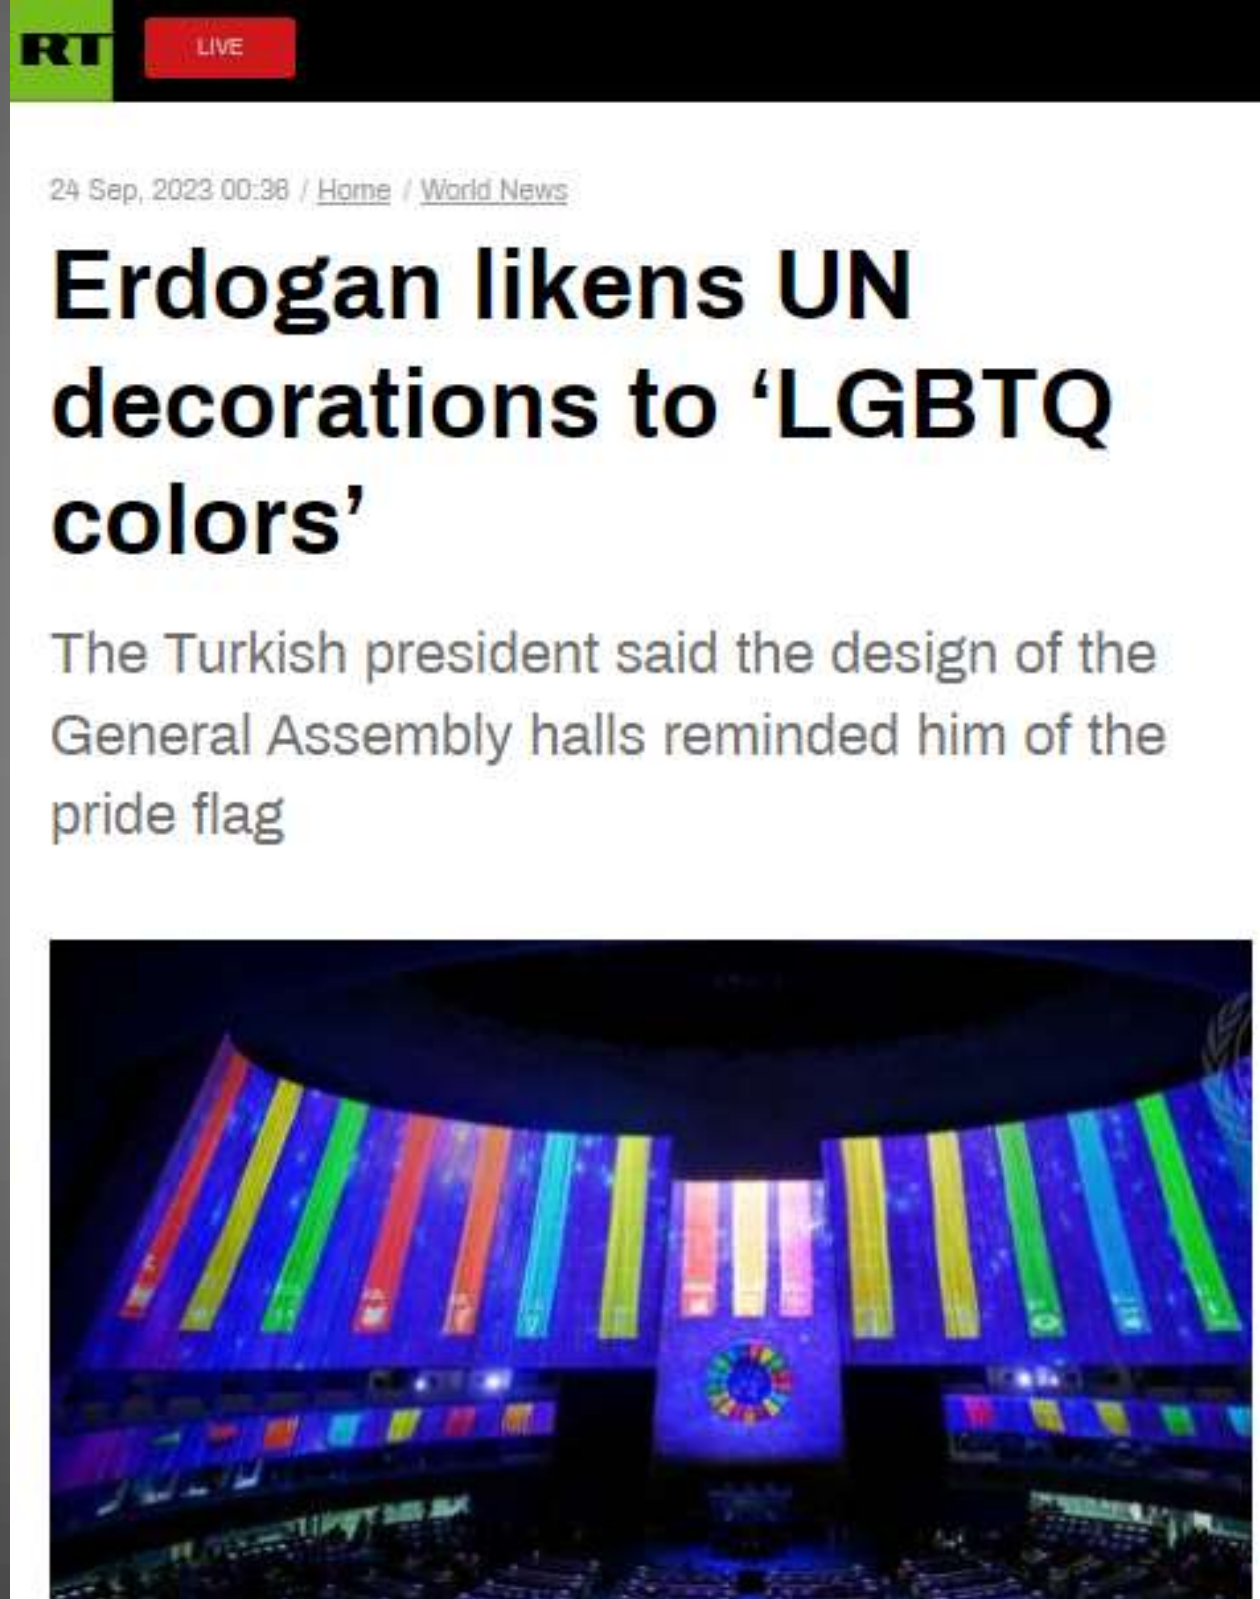 RT
LIVE
24 Sep, 2023 00:36 / Home / World News
Erdogan likens UN
decorations to ‘LGBTQ
colors’
The Turkish president said the design of the
General Assembly halls reminded him of the
pride flag